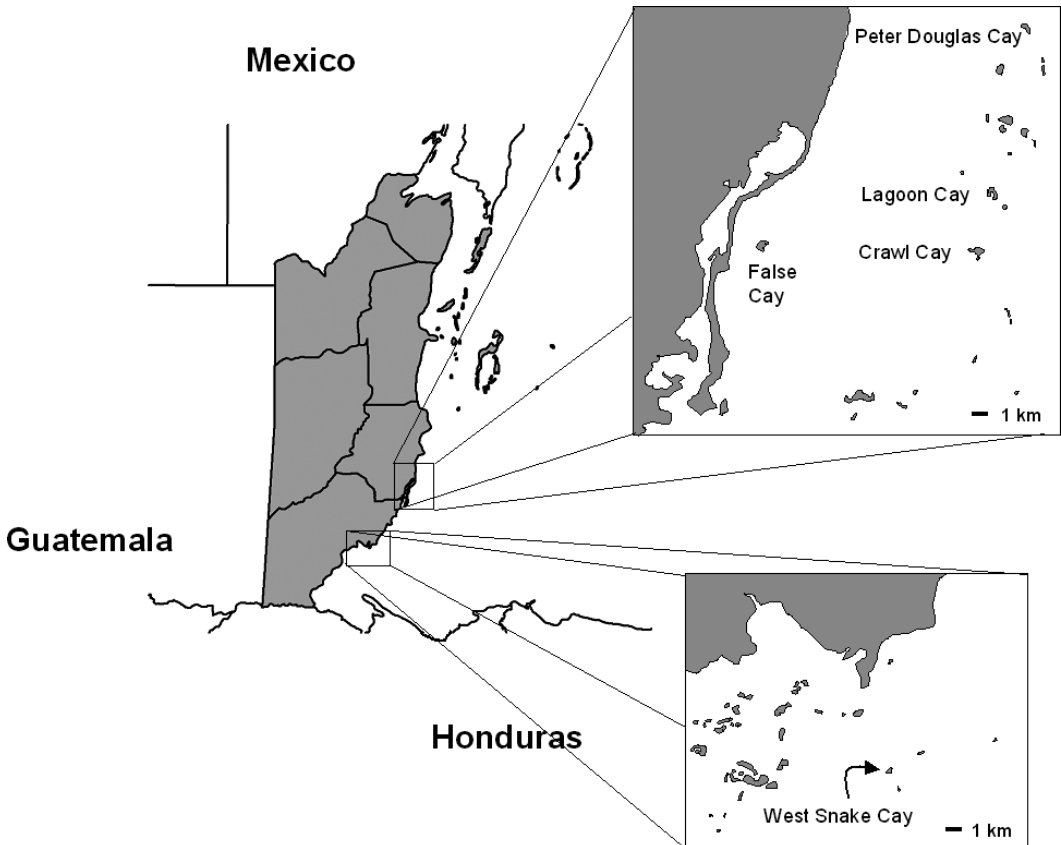 Mexico
Peter Douglas Cay
Lagoon Cay
Crawl Cay
False
Cay
1 km
Guatemala
Honduras
West Snake Cay
1 km